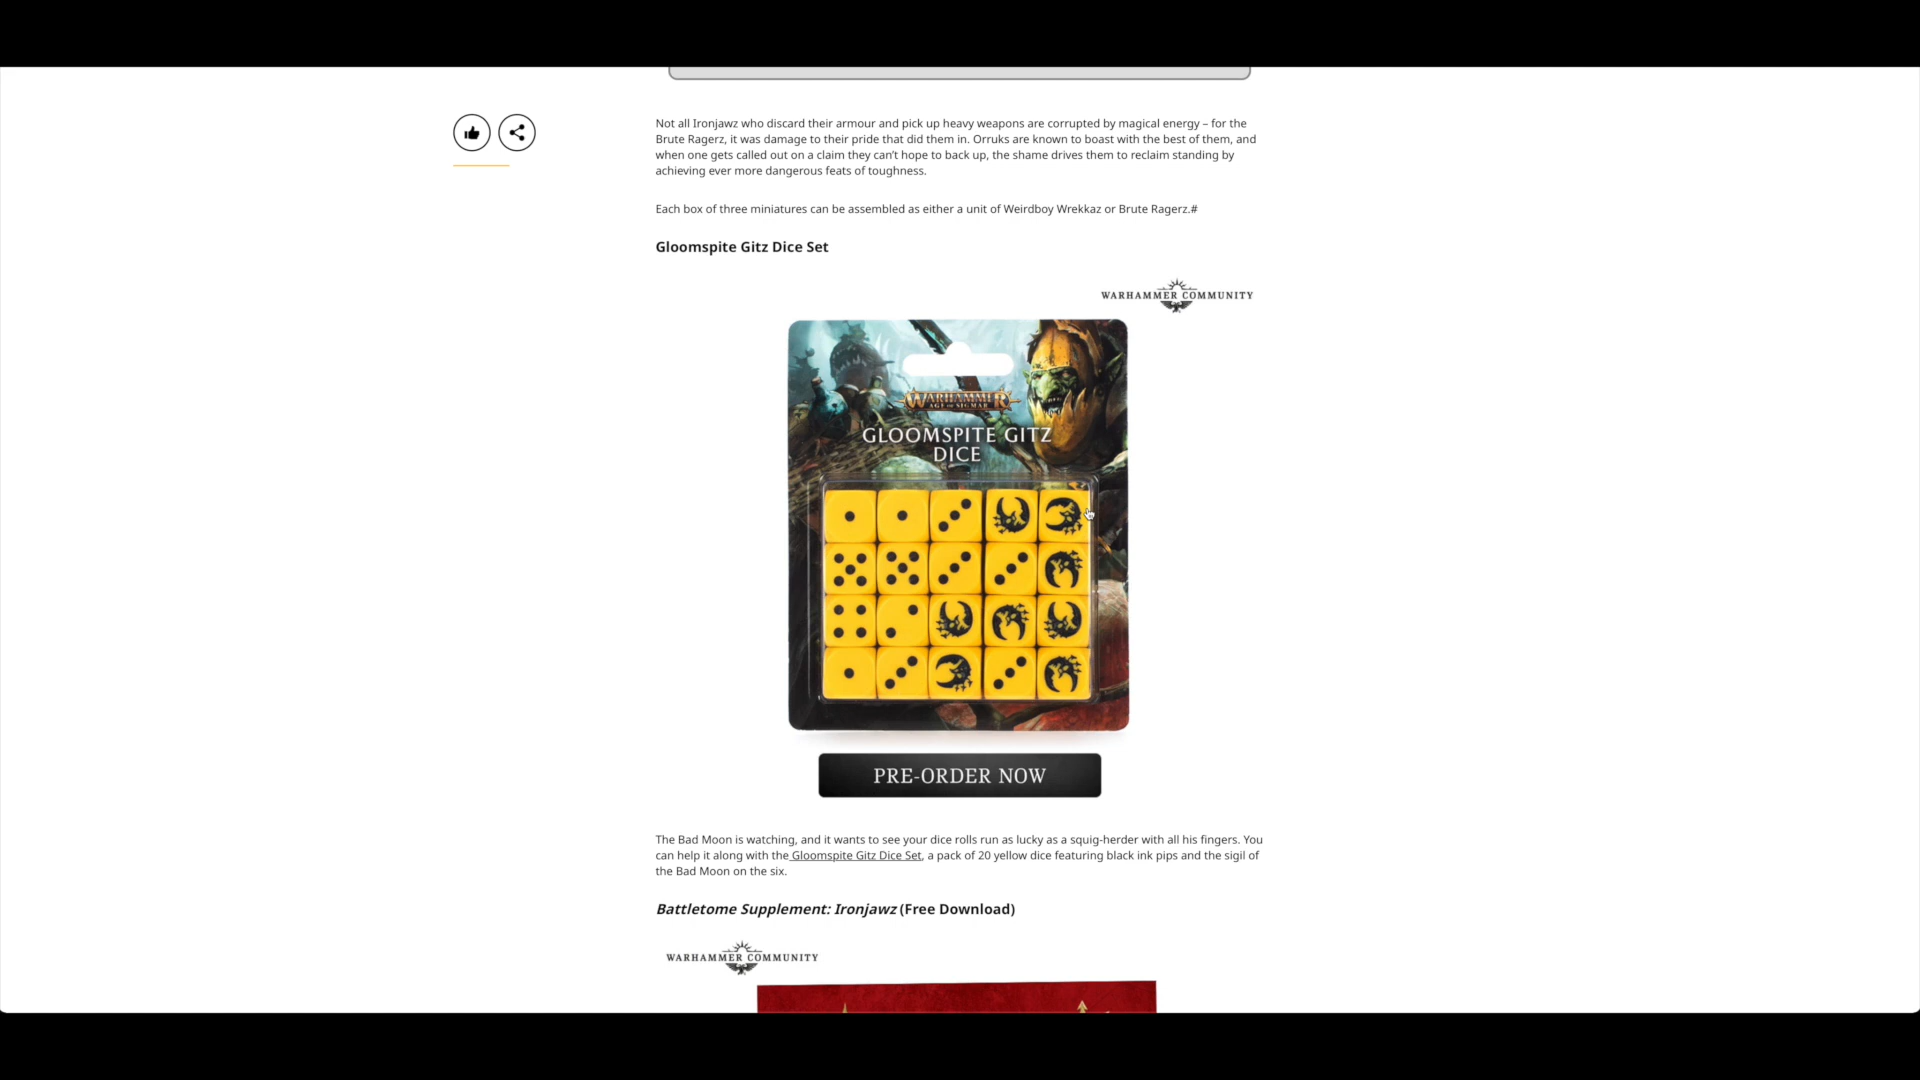 Not all Ironjawz who discard their armour and pick up heavy weapons are corrupted by magical energy – for the
Brute Ragerz, it was damage to their pride that did them in. Orruks are known to boast with the best of them, and
when one gets called out on a claim they can’t hope to back up, the shame drives them to reclaim standing by
achieving ever more dangerous feats of toughness.
Each box of three miniatures can be assembled as either a unit of Weirdboy Wrekkaz or Brute Ragerz.#
Gloomspite Gitz Dice Set
WARHAMMER COMMUNITY
WARHAMMER
AGE OF SIGMAR
GLOOMSPITE GITZ
DICE
PRE-ORDER NOW
The Bad Moon is watching, and it wants to see your dice rolls run as lucky as a squig-herder with all his fingers. You
can help it along with the Gloomspite Gitz Dice Set, a pack of 20 yellow dice featuring black ink pips and the sigil of
the Bad Moon on the six.
Battletome Supplement: Ironjawz (Free Download)
WARHAMMER COMMUNITY